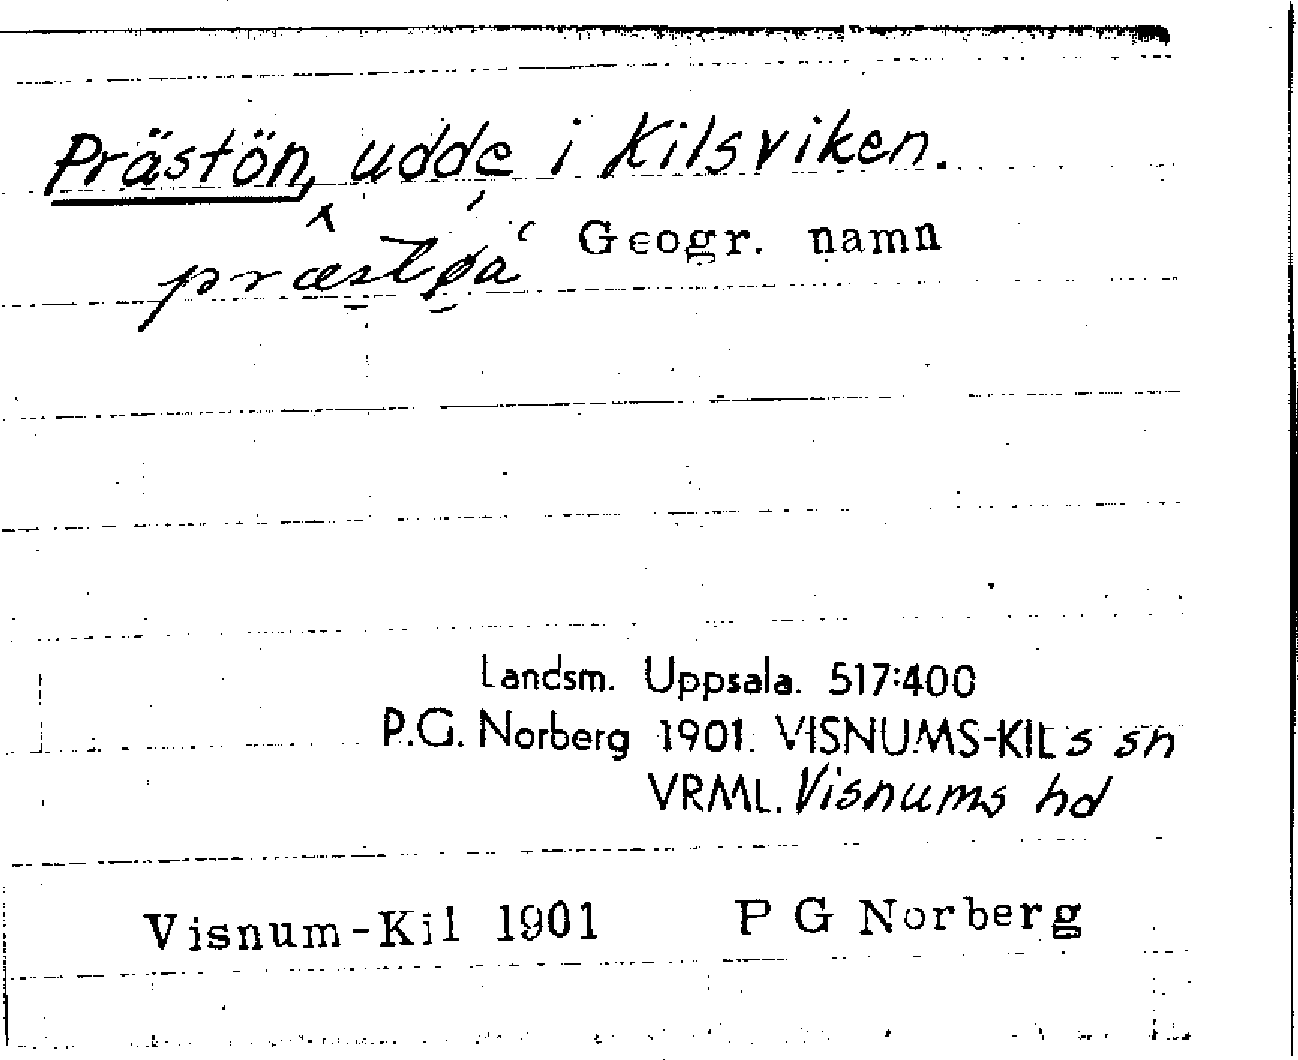 Prästön, udde i Kilsviken.
præstøa Geogr. namn
Landsm. Uppsala. 517:400
P.G. Norberg 1901. VISNUMS-KILs sn
VRML. Visnums hd
Visnum-Kil 1901 P G Norberg